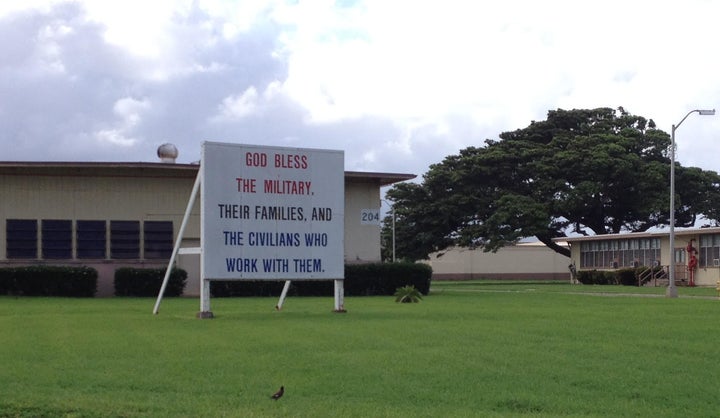 GOD BLESS
THE MILITARY,
THEIR FAMILIES, AND
THE CIVILIANS WHO
WORK WITH THEM.
204